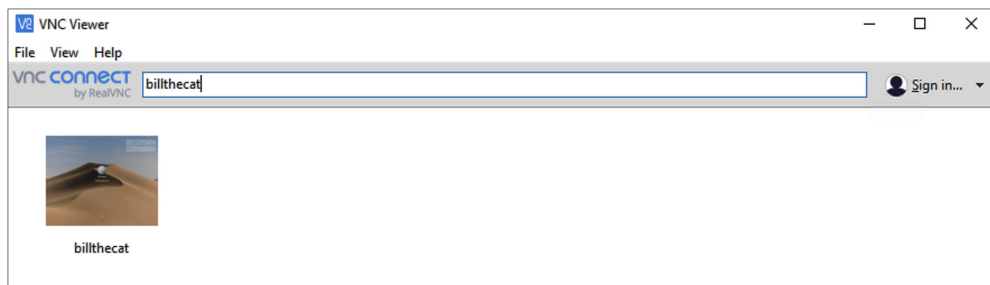 VNC Viewer
File View Help
vnc connect
by RealVNC
billthecat
Sign in...
billthecat